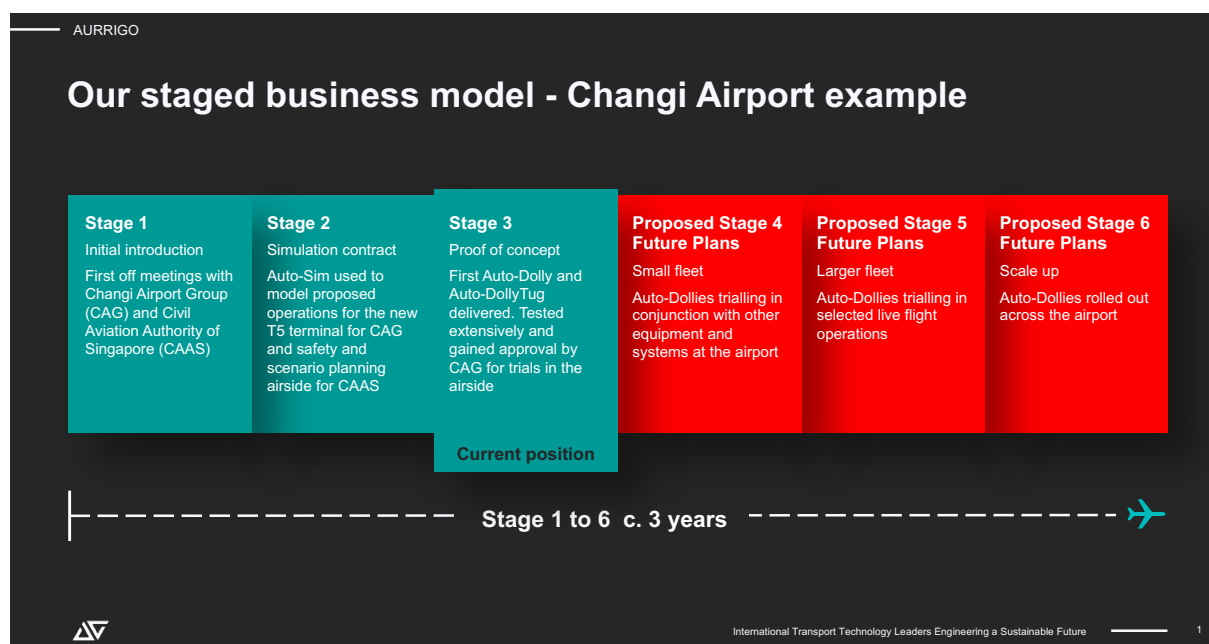 AURRIGO
Our staged business model - Changi Airport example
Stage 1
Initial introduction
First off meetings with
Changi Airport Group
(CAG) and Civil
Aviation Authority of
Singapore (CAAS)
Stage 2
Simulation contract
Auto-Sim used to
model proposed
operations for the new
T5 terminal for CAG
and safety and
scenario planning
airside for CAAS
Stage 3
Proof of concept
First Auto-Dolly and
Auto-DollyTug
delivered. Tested
extensively and
gained approval by
CAG for trials in the
airside
Current position
Proposed Stage 4
Future Plans
Small fleet
Auto-Dollies trialling in
conjunction with other
equipment and
systems at the airport
Proposed Stage 5
Future Plans
Larger fleet
Auto-Dollies trialling in
selected live flight
operations
Proposed Stage 6
Future Plans
Scale up
Auto-Dollies rolled out
across the airport
Stage 1 to 6 c. 3 years
International Transport Technology Leaders Engineering a Sustainable Future
1